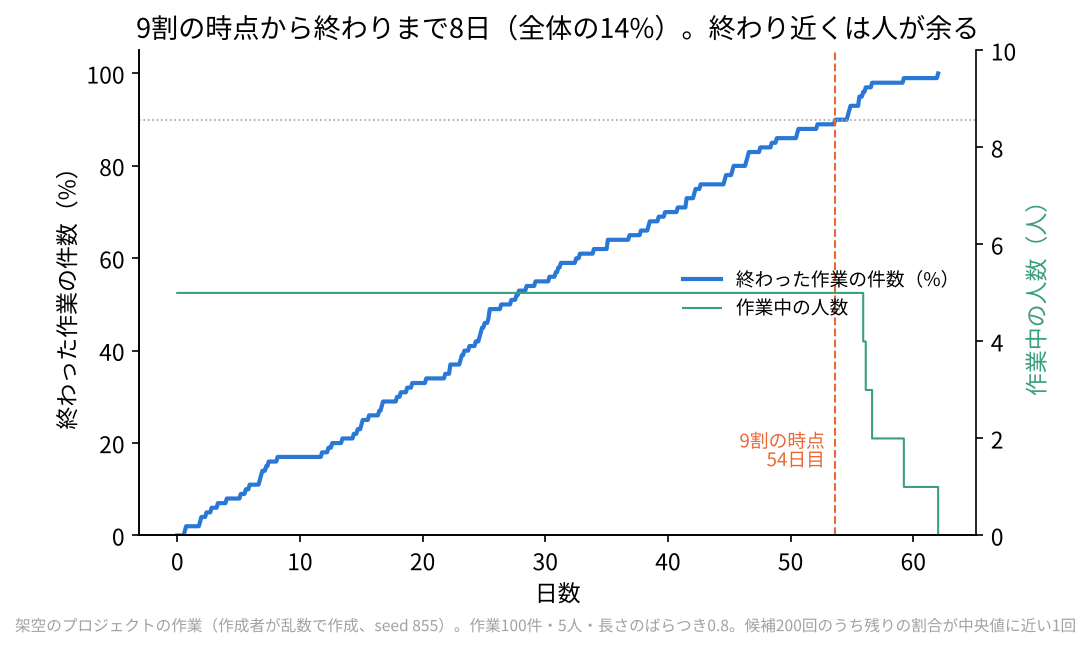 9割の時点から終わりまで8日（全体の14%）。終わり近くは人が余る
終わった作業の件数（%）
100
80
60
40
20
0
10
8
6
4
2
0
作業中の人数（人）
終わった作業の件数（%）
作業中の人数
9割の時点
54日目
0 10 20 30 40 50 60
日数
架空のプロジェクトの作業（作成者が乱数で作成、seed 855）。作業100件・5人・長さのばらつき0.8。候補200回のうち残りの割合が中央値に近い1回